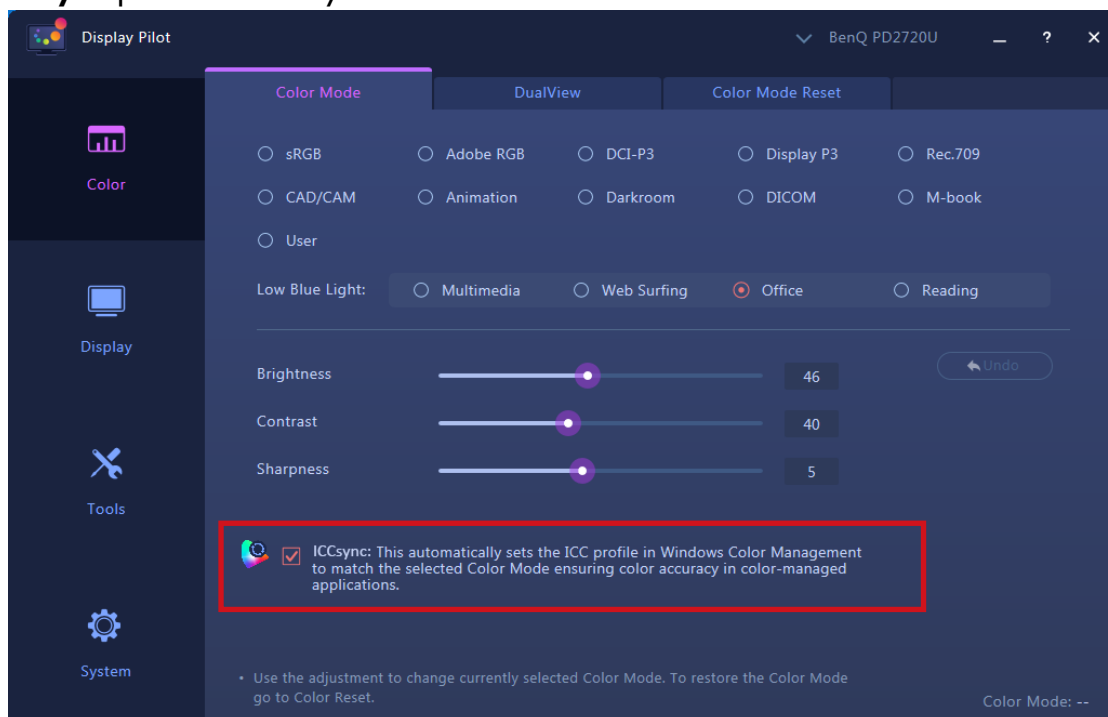 Display Pilot
BenQ PD2720U
?
Color Mode
DualView
Color Mode Reset
Color
sRGB
Adobe RGB
DCI-P3
Display P3
Rec.709
CAD/CAM
Animation
Darkroom
DICOM
M-book
User
Low Blue Light:
Multimedia
Web Surfing
Office
Reading
Display
Brightness
46
Undo
Contrast
40
Sharpness
5
Tools
ICCsync: This automatically sets the ICC profile in Windows Color Management
to match the selected Color Mode ensuring color accuracy in color-managed
applications.
System
• Use the adjustment to change currently selected Color Mode. To restore the Color Mode
go to Color Reset.
Color Mode: --